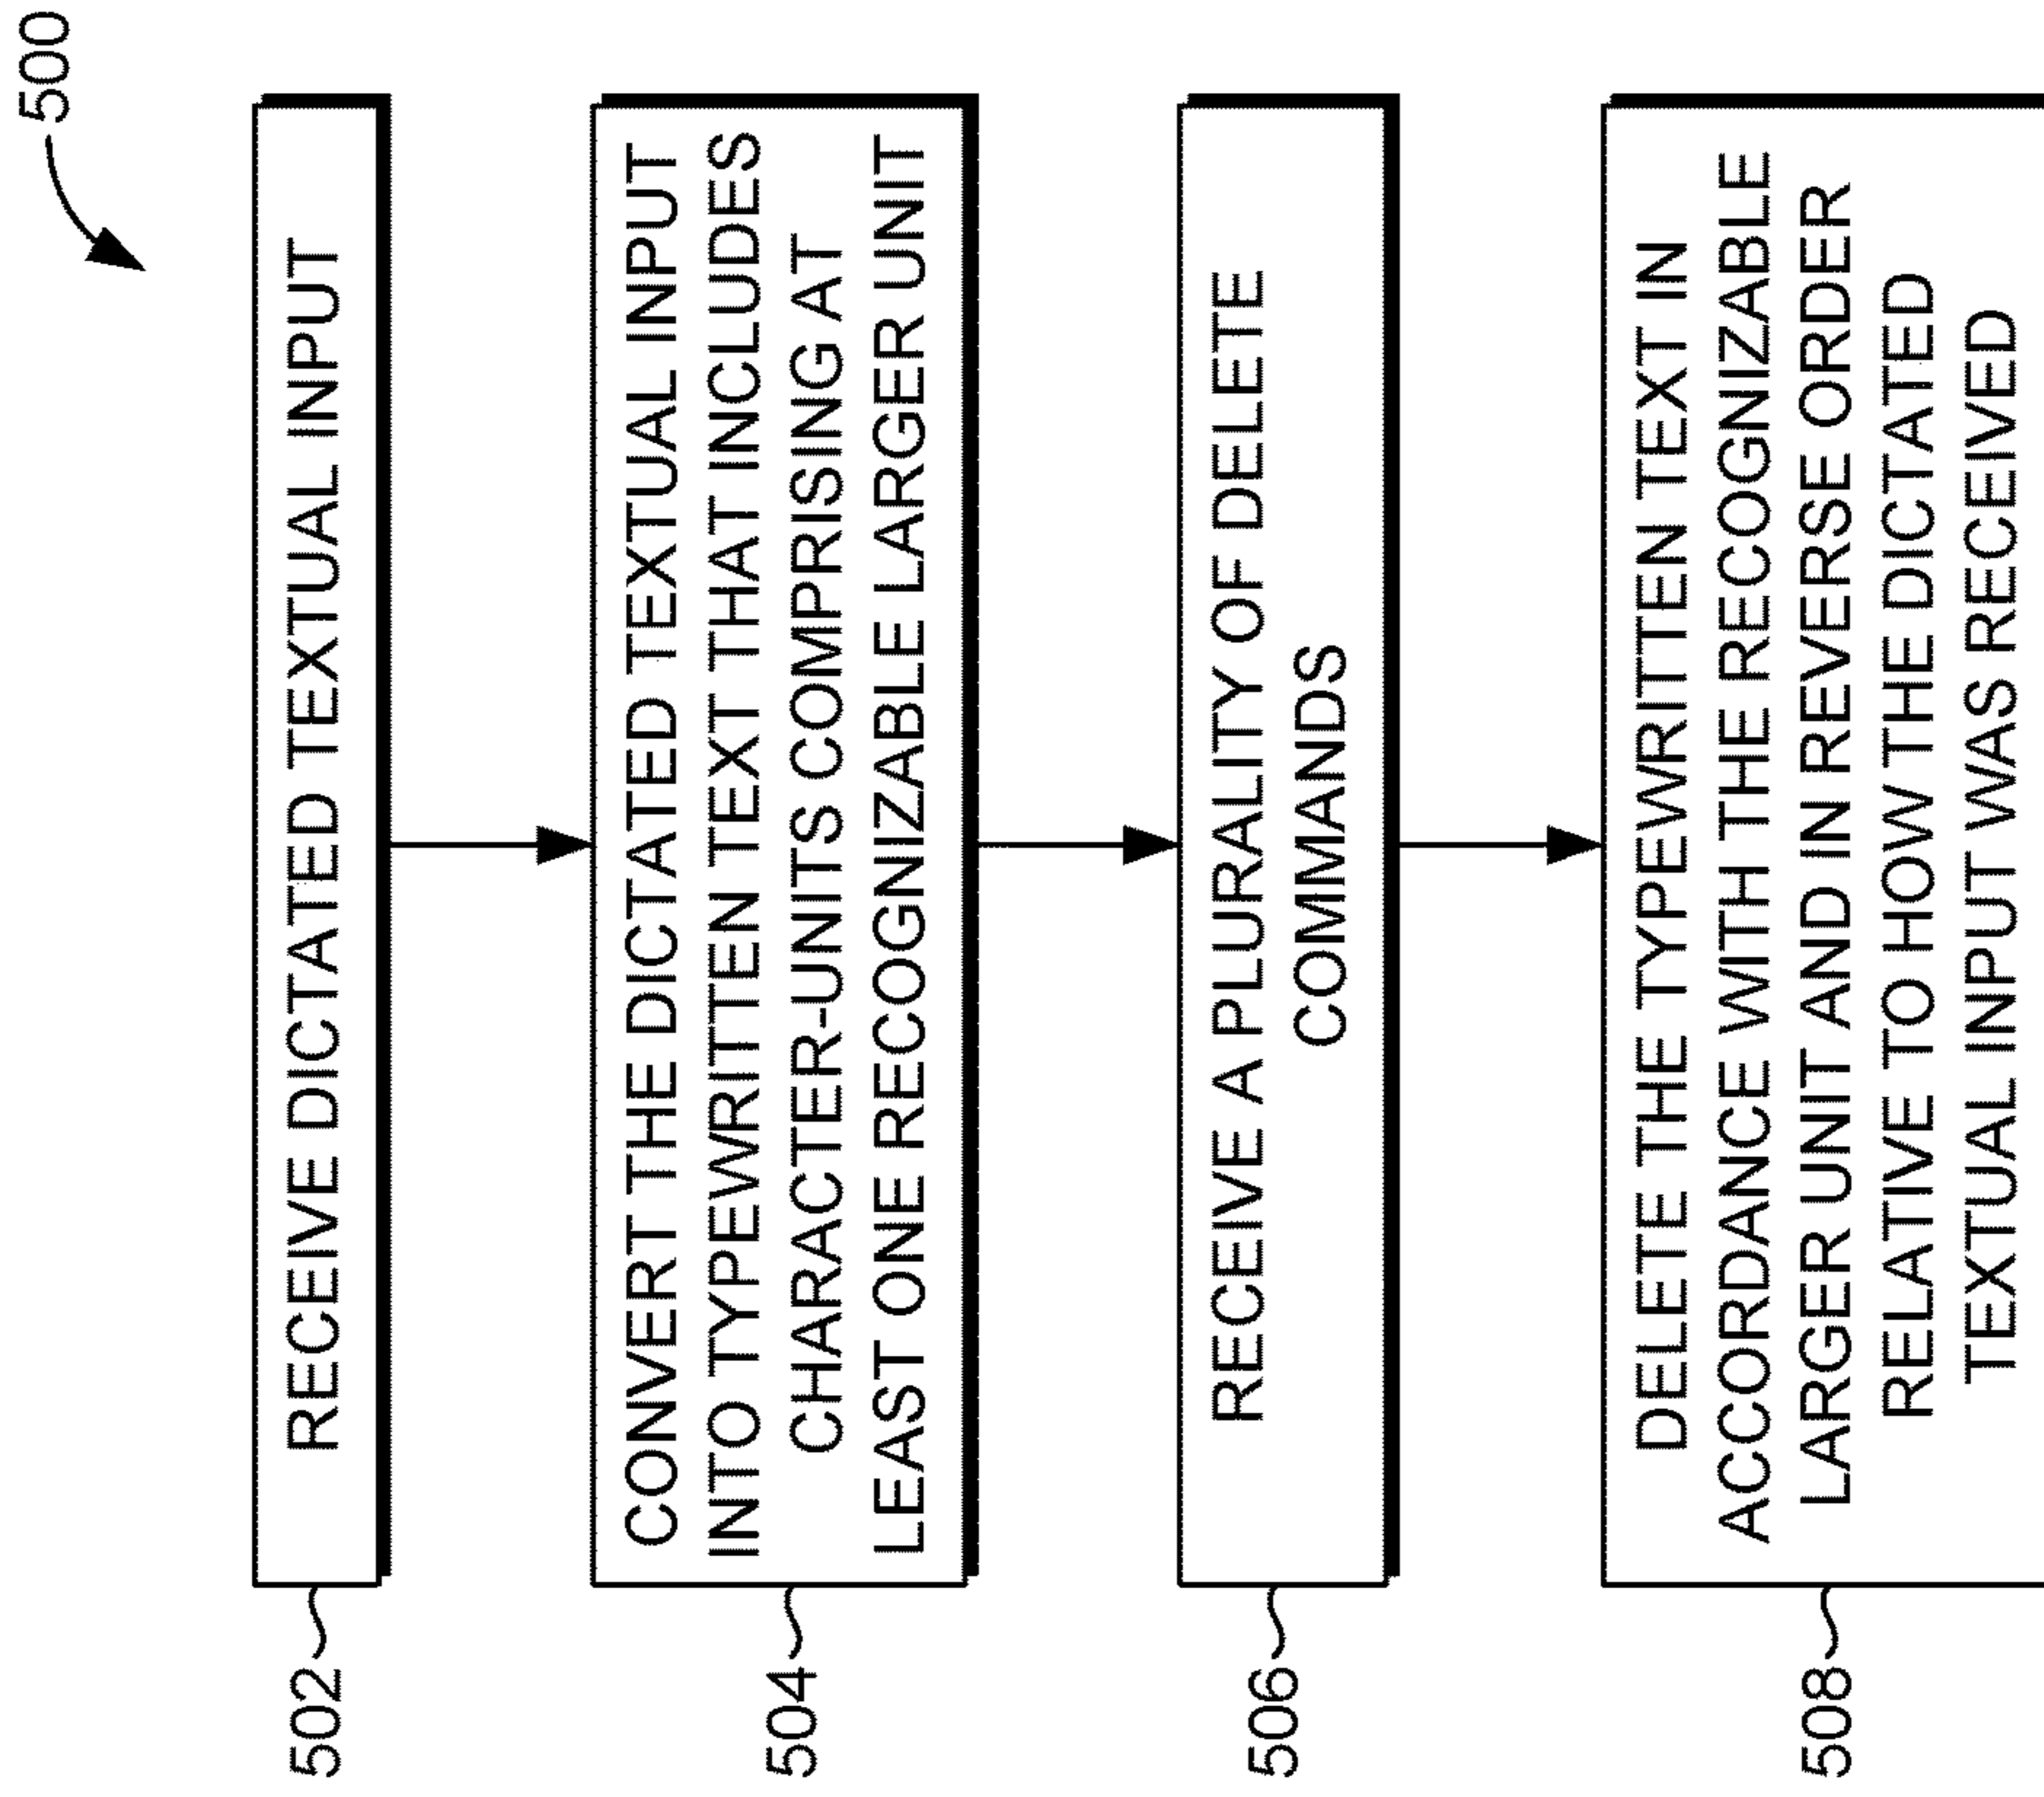 500
RECEIVE DICTATED TEXTUAL INPUT
502
CONVERT THE DICTATED TEXTUAL INPUT
INTO TYPEWRITTEN TEXT THAT INCLUDES
CHARACTER-UNITS COMPRISING AT
LEAST ONE RECOGNIZABLE LARGER UNIT
504
RECEIVE A PLURALITY OF DELETE
COMMANDS
506
DELETE THE TYPEWRITTEN TEXT IN
ACCORDANCE WITH THE RECOGNIZABLE
LARGER UNIT AND IN REVERSE ORDER
RELATIVE TO HOW THE DICTATED
TEXTUAL INPUT WAS RECEIVED
508